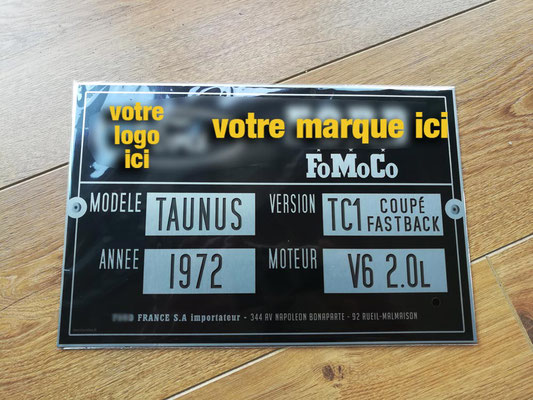 votre
logo
ici
votre marque ici
FoMoCo
MODELE TAUNUS VERSION TC1 COUPÉ FASTBACK
ANNEE 1972 MOTEUR V6 2.0L
FRANCE S.A importateur - 344 AV NAPOLEON BONAPARTE - 92 RUEIL-MALMAISON